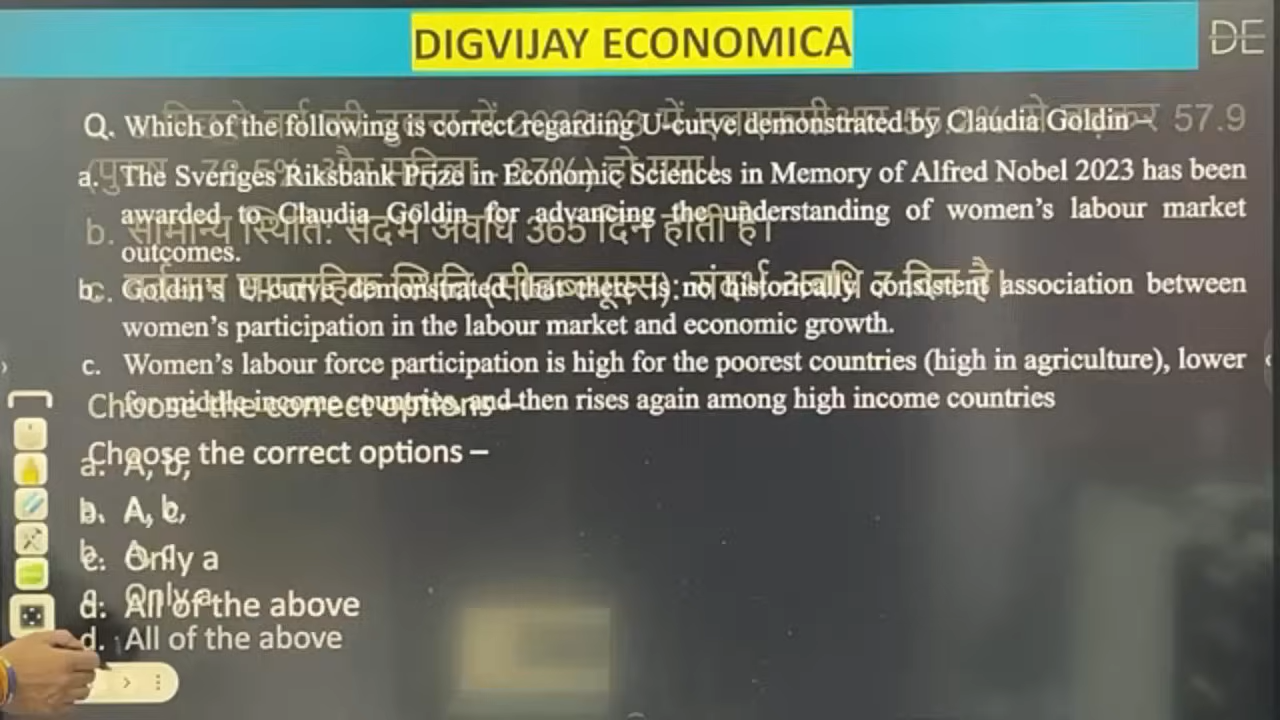 DIGVIJAY ECONOMICA
DE
Q. Which of the following is correct regarding U-curve demonstrated by Claudia Goldin –
57.9
a. The Sveriges Riksbank Prize in Economic Sciences in Memory of Alfred Nobel 2023 has been
awarded to Claudia Goldin for advancing the understanding of women's labour market
b. सामान्य स्थिति: संदर्भ अवधि 365 दिन होती है।
outcomes.
b. Goldin's U-curve demonstrated that there is no historically consistent association between
women's participation in the labour market and economic growth.
c. Women's labour force participation is high for the poorest countries (high in agriculture), lower
for middle income countries, and then rises again among high income countries
Choose the correct options –
Choose the correct options –
a. A, b,
b. A, c,
c. Only a
c. Only a
d. All of the above
d. All of the above